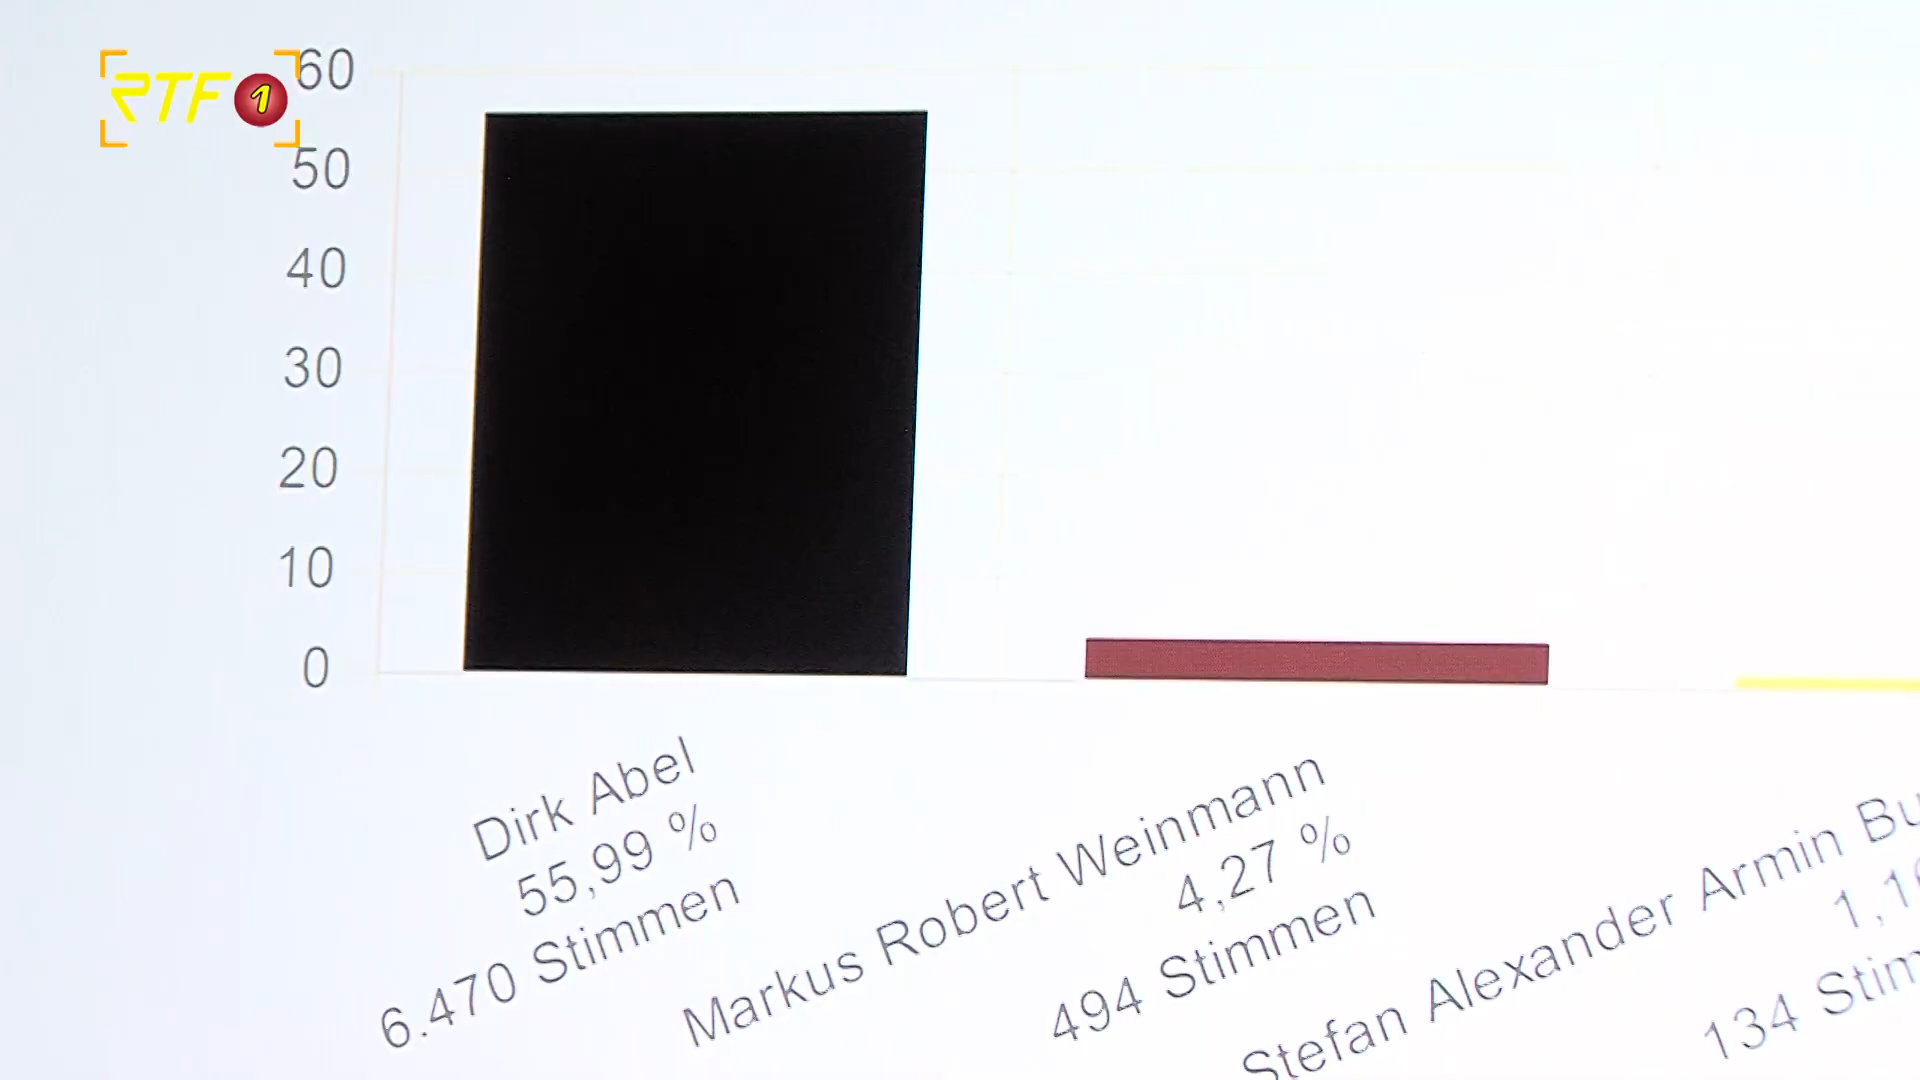 RTF 1
60
50
40
30
20
10
0
Dirk Abel
55,99 %
6.470 Stimmen
Markus Robert Weinmann
4,27 %
494 Stimmen
Stefan Alexander Armin
134